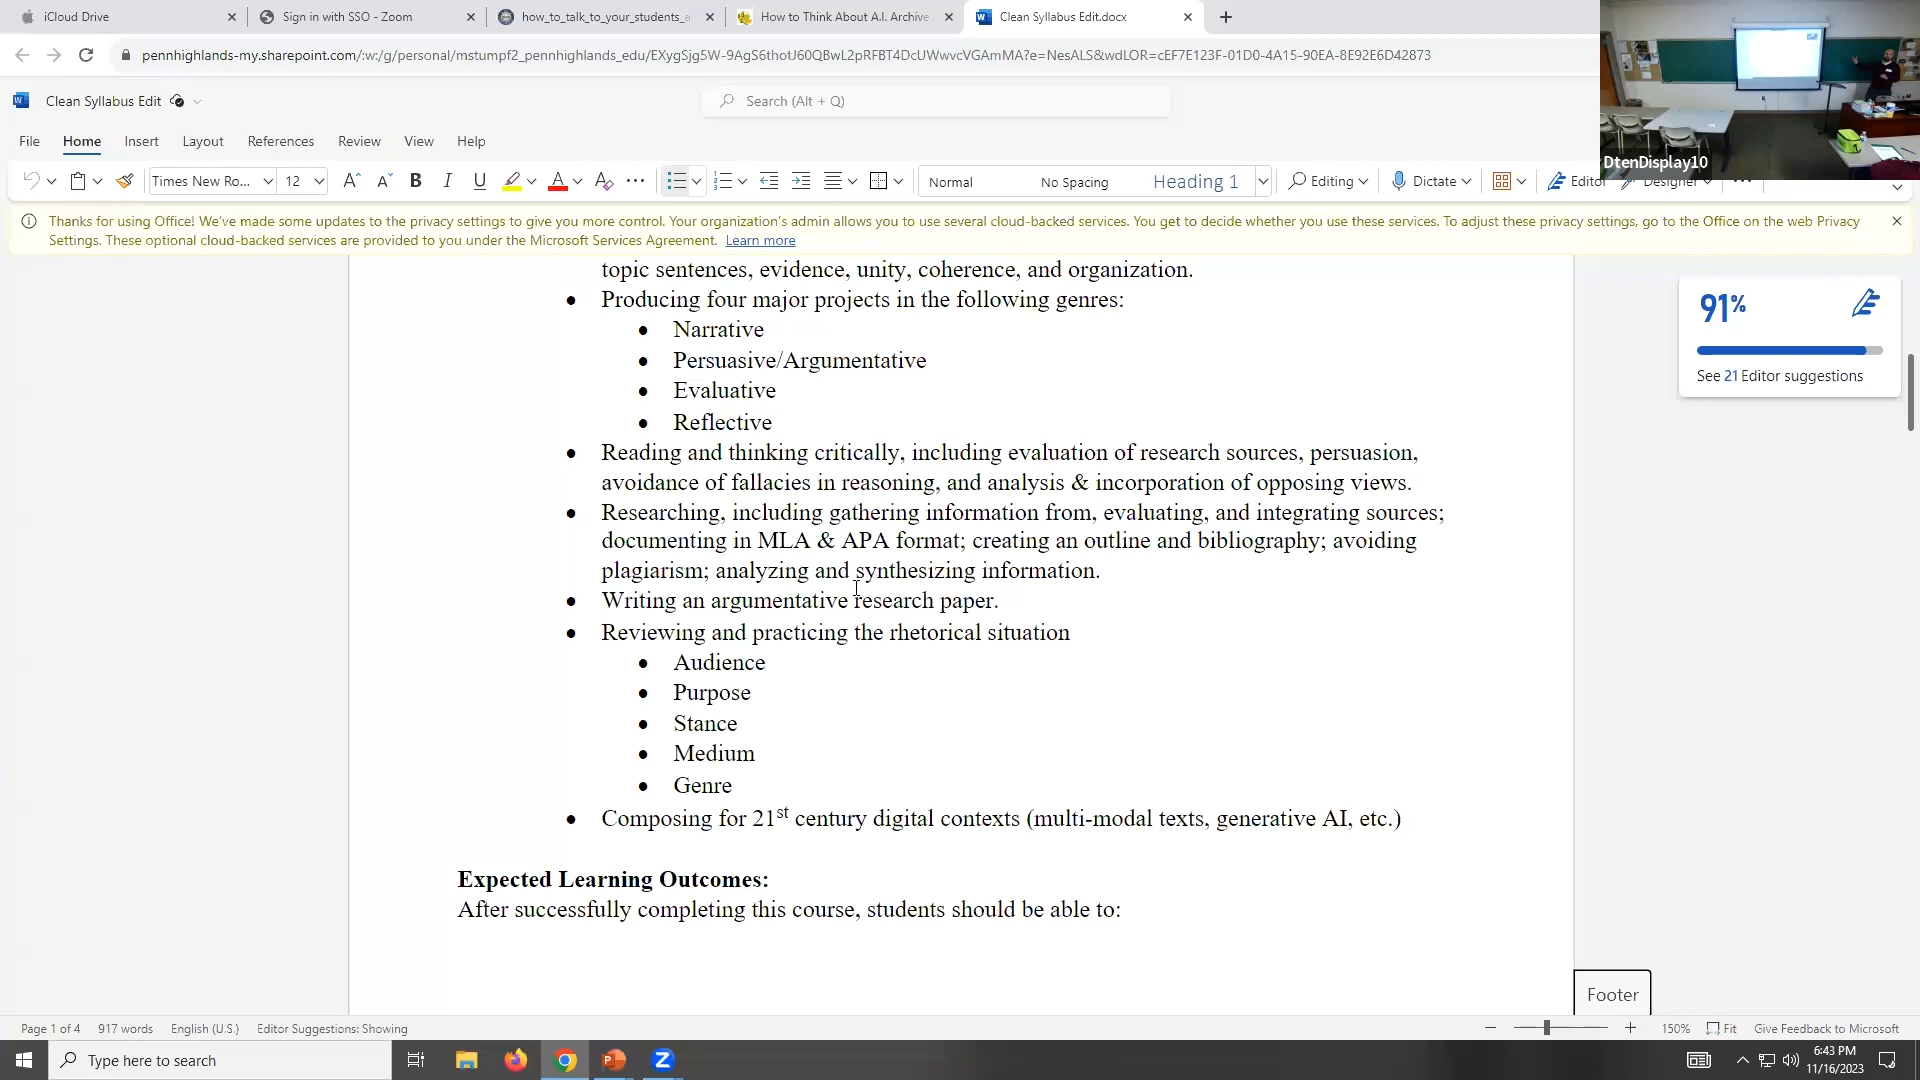 iCloud Drive
Sign in with SSO - Zoom
how_to_talk_to_your_students_a
How to Think About A.I. Archive
Clean Syllabus Edit.docx
pennhighlands-my.sharepoint.com/:w:/g/personal/mstumpf2_pennhighlands_edu/EXygSjg5W-9AgS6thotJ60QBwL2pRFBT4DcUWwvcVGAmMA?e=NesALS&wdLOR=cEF7E123F-01D0-4A15-90EA-8E92E6D42873
Clean Syllabus Edit
Search (Alt + Q)
File Home Insert Layout References Review View Help
DtenDisplay10
Times New Ro... 12 Normal No Spacing Heading 1 Editing Dictate Editor Designer
Thanks for using Office! We've made some updates to the privacy settings to give you more control. Your organization's admin allows you to use several cloud-backed services. You get to decide whether you use these services. To adjust these privacy settings, go to the Office on the web Privacy
Settings. These optional cloud-backed services are provided to you under the Microsoft Services Agreement. Learn more
topic sentences, evidence, unity, coherence, and organization.
• Producing four major projects in the following genres:
• Narrative
• Persuasive/Argumentative
• Evaluative
• Reflective
• Reading and thinking critically, including evaluation of research sources, persuasion,
avoidance of fallacies in reasoning, and analysis & incorporation of opposing views.
• Researching, including gathering information from, evaluating, and integrating sources;
documenting in MLA & APA format; creating an outline and bibliography; avoiding
plagiarism; analyzing and synthesizing information.
• Writing an argumentative research paper.
• Reviewing and practicing the rhetorical situation
• Audience
• Purpose
• Stance
• Medium
• Genre
• Composing for 21st century digital contexts (multi-modal texts, generative AI, etc.)
Expected Learning Outcomes:
After successfully completing this course, students should be able to:
91%
See 21 Editor suggestions
Footer
Page 1 of 4 917 words English (U.S.) Editor Suggestions: Showing 150% Fit Give Feedback to Microsoft
Type here to search
6:43 PM
11/16/2023